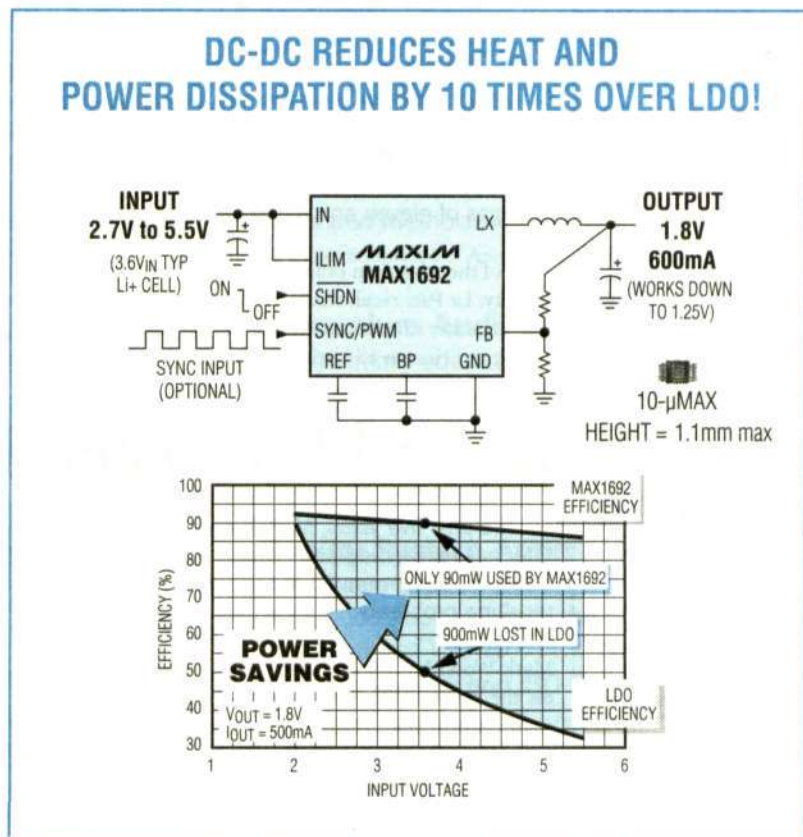 DC-DC REDUCES HEAT AND
POWER DISSIPATION BY 10 TIMES OVER LDO!
INPUT
2.7V to 5.5V
(3.6VIN TYP
Li+ CELL)
ON
OFF
SYNC INPUT
(OPTIONAL)
IN
ILIM
SHDN
SYNC/PWM
REF
BP
GND
LX
FB
MAXIM
MAX1692
OUTPUT
1.8V
600mA
(WORKS DOWN
TO 1.25V)
10-µMAX
HEIGHT = 1.1mm max
EFFICIENCY (%)
100
90
80
70
60
50
40
30
MAX1692
EFFICIENCY
ONLY 90mW USED BY MAX1692
900mW LOST IN LDO
POWER
SAVINGS
VOUT = 1.8V
IOUT = 500mA
LDO
EFFICIENCY
1 2 3 4 5 6
INPUT VOLTAGE